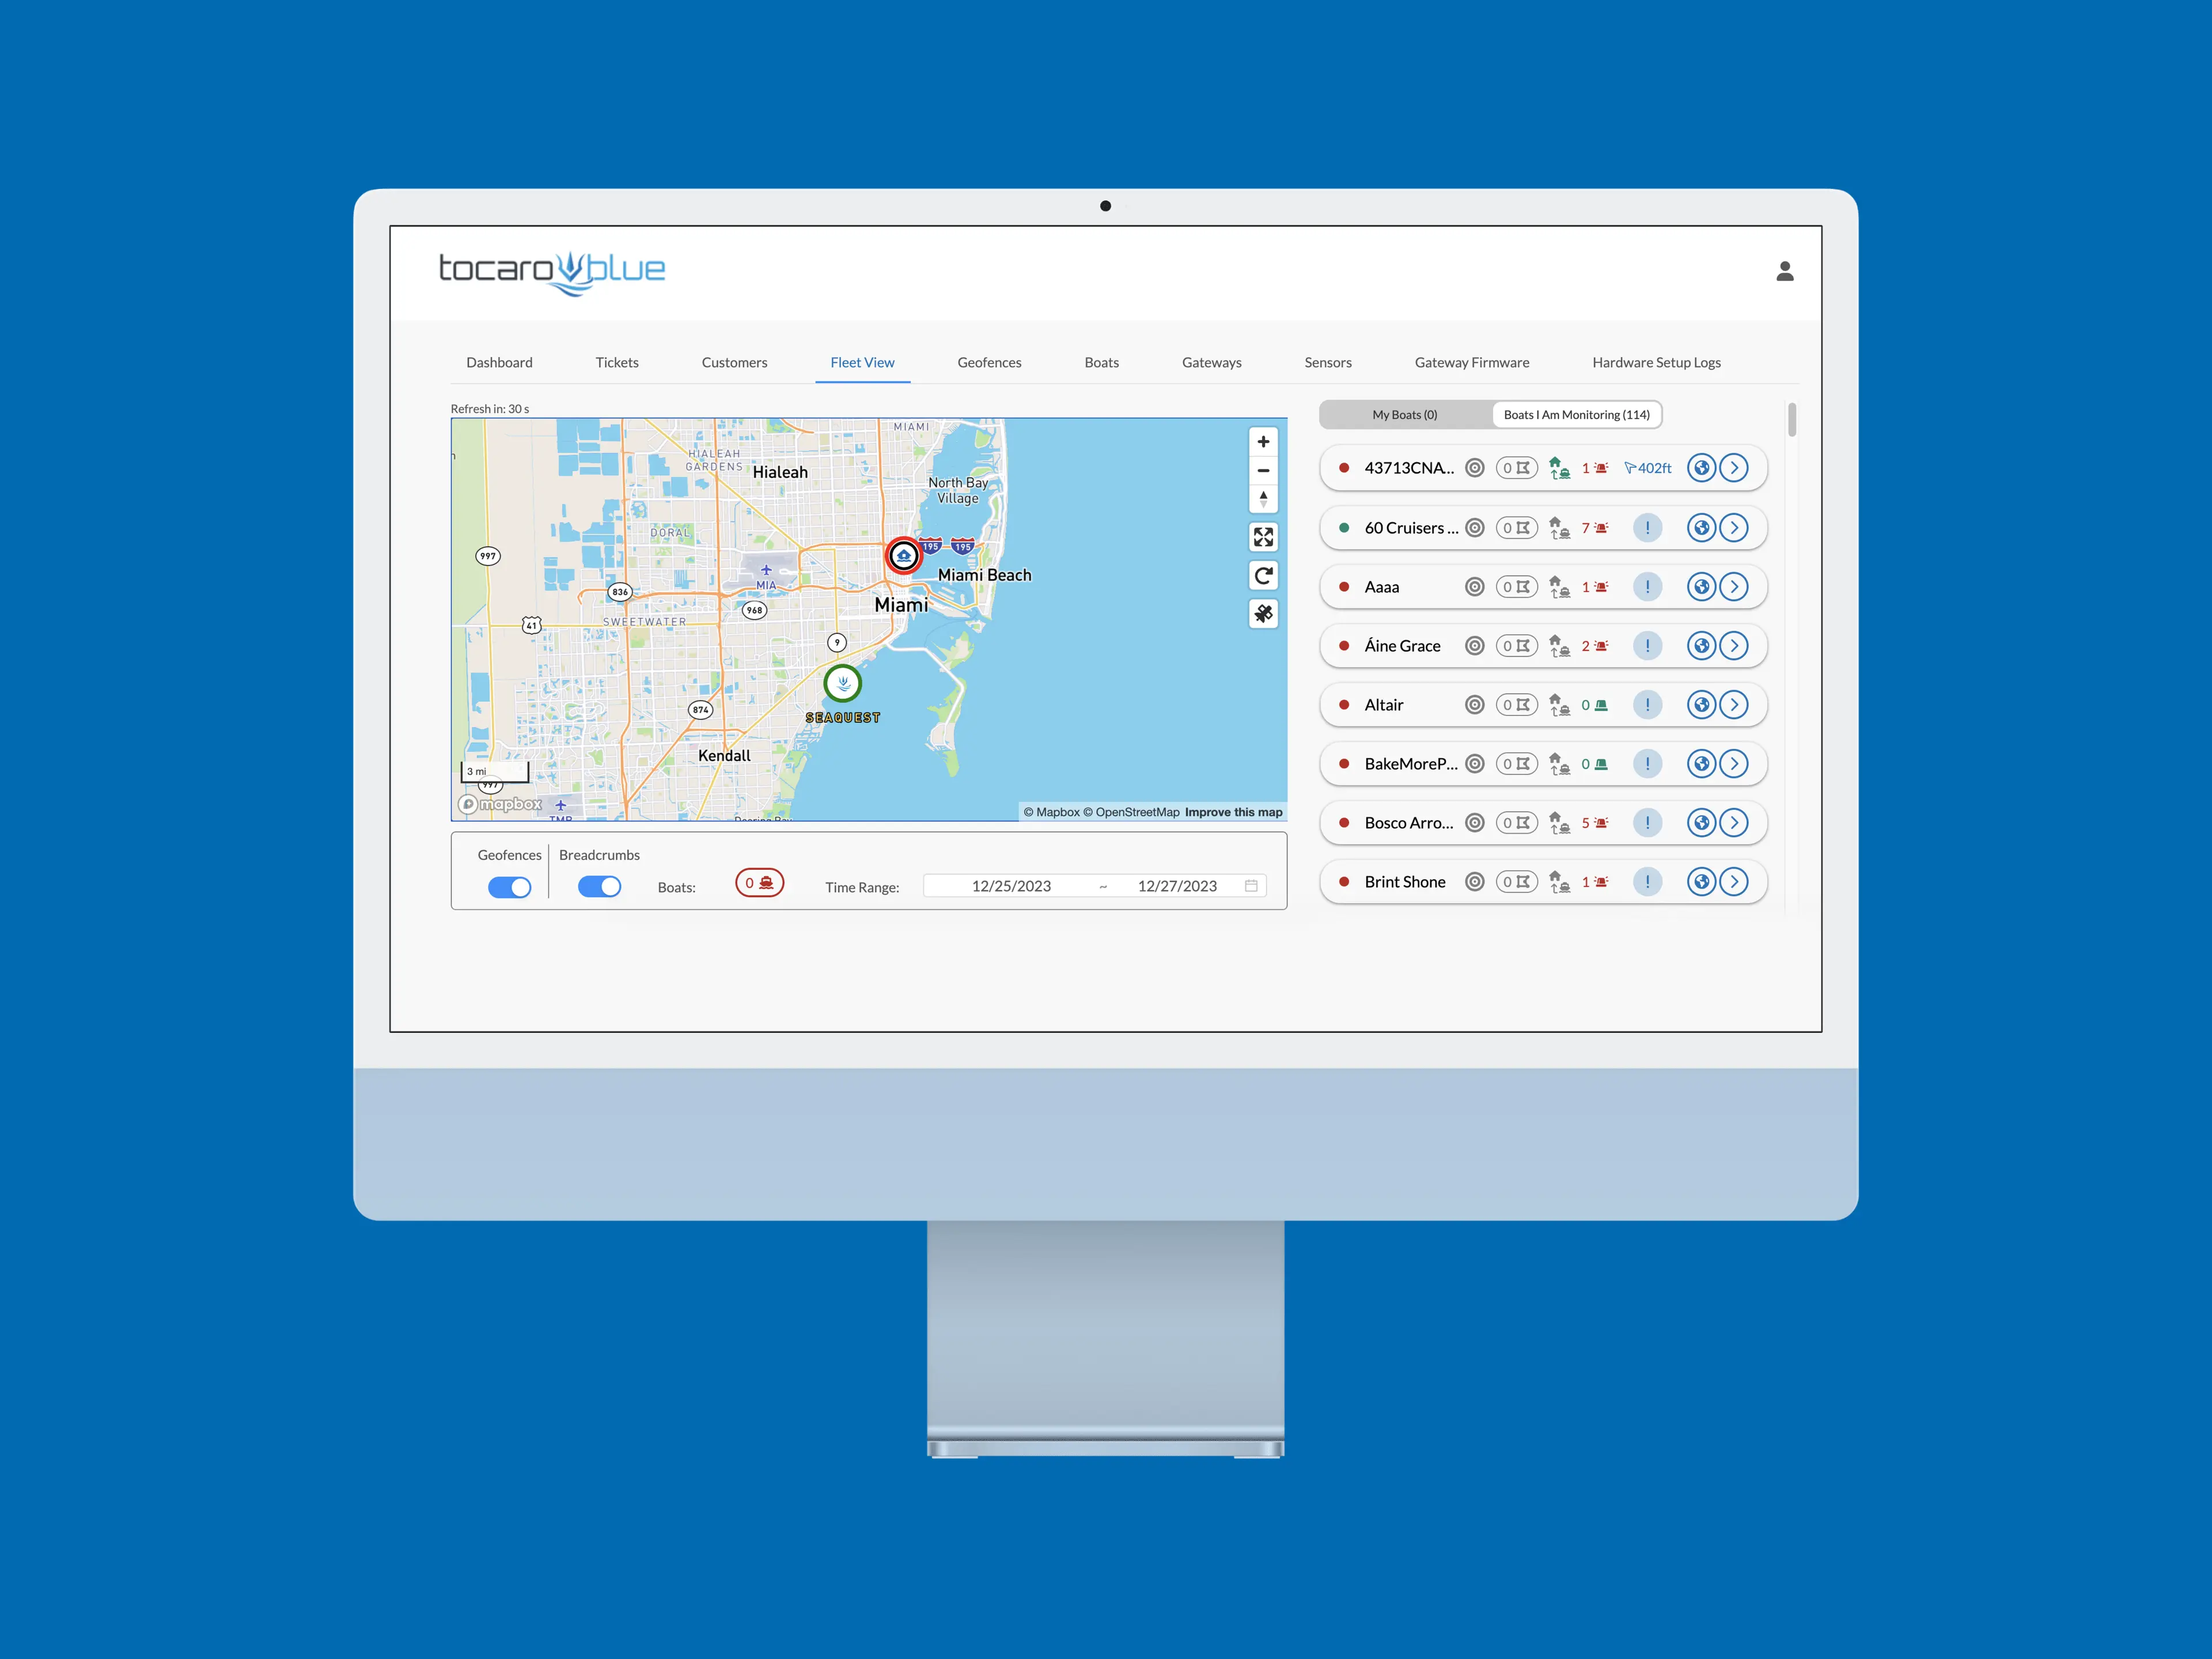 tocaro blue
Dashboard Tickets Customers Fleet View Geofences Boats Gateways Sensors Gateway Firmware Hardware Setup Logs
Refresh in: 30 s
My Boats (0) Boats I Am Monitoring (114)
MIAMI
HIALEAH
GARDENS
Hialeah
North Bay
Village
DORAL
195 195
997
MIA
Miami Beach
836
968
Miami
41
SWEETWATER
9
874
SEAQUEST
Kendall
3 mi
997
mapbox
TMB
© Mapbox © OpenStreetMap Improve this map
43713CNA... 0 1 402ft
60 Cruisers ... 0 7 !
Aaaa 0 1 !
Áine Grace 0 2 !
Altair 0 0 !
BakeMoreP... 0 0 !
Bosco Arro... 0 5 !
Brint Shone 0 1 !
Geofences Breadcrumbs
Boats: 0 Time Range: 12/25/2023 ~ 12/27/2023